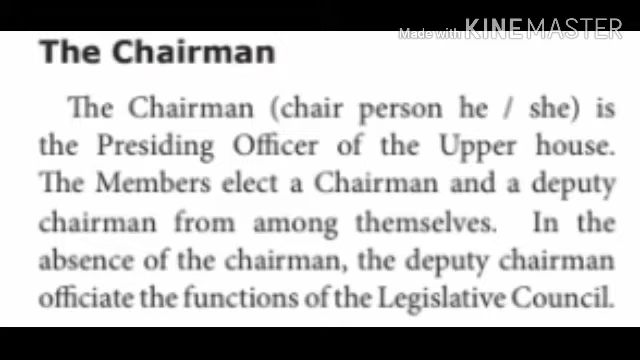 Made with KINEMASTER
The Chairman
The Chairman (chair person he / she) is
the Presiding Officer of the Upper house.
The Members elect a Chairman and a deputy
chairman from among themselves. In the
absence of the chairman, the deputy chairman
officiate the functions of the Legislative Council.